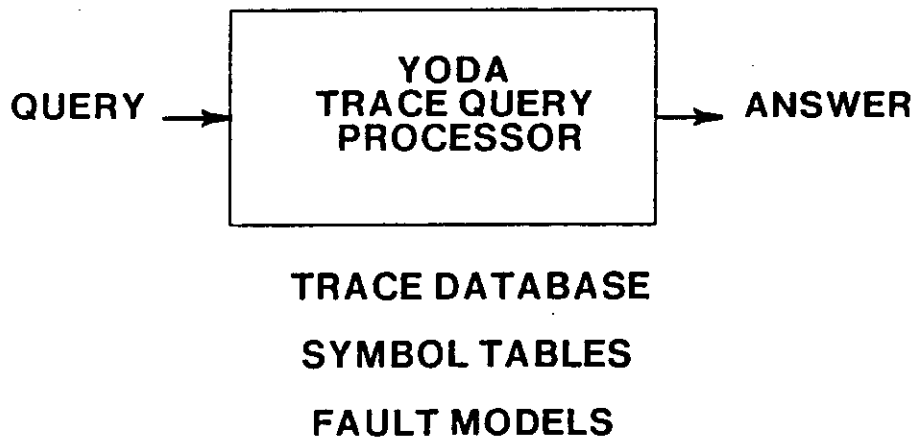 YODA
TRACE QUERY
PROCESSOR
QUERY
ANSWER
TRACE DATABASE
SYMBOL TABLES
FAULT MODELS